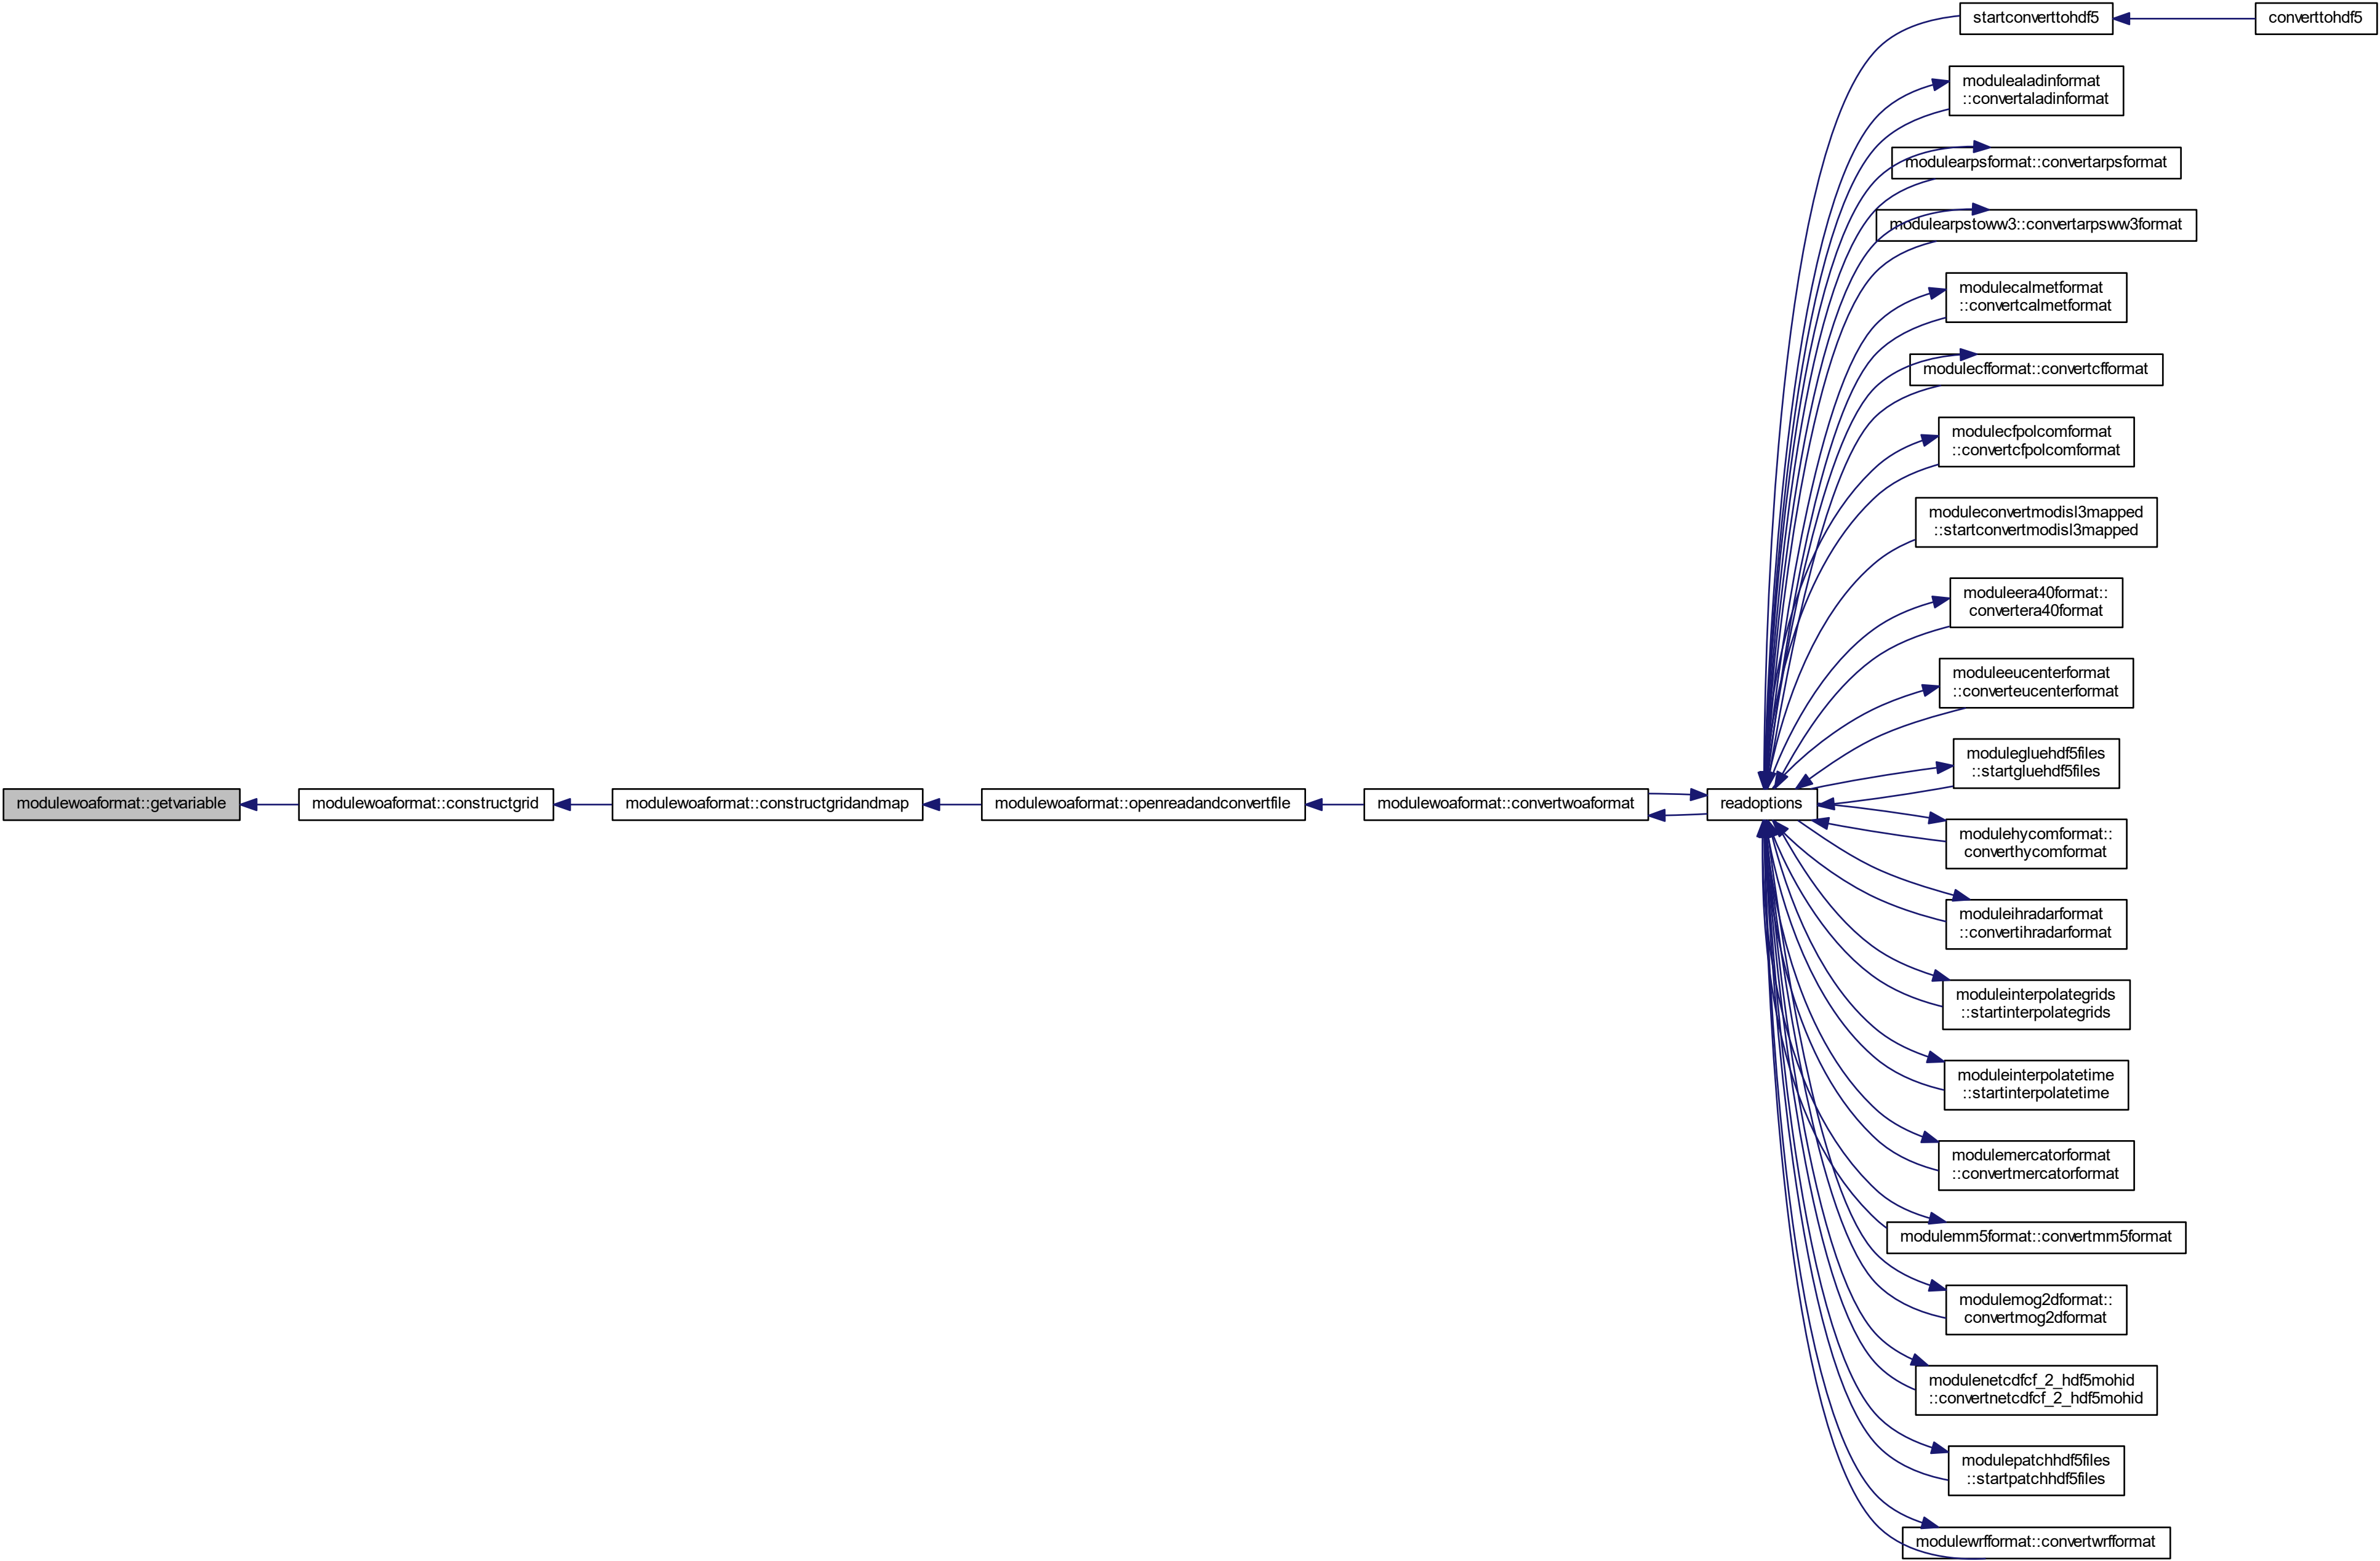 startconverttohdf5
converttohdf5
modulealadinformat
::convertaladinformat
modulearpsformat::convertarpsformat
modulearpstoww3::convertarpsww3format
modulecalmetformat
::convertcalmetformat
modulecfformat::convertcfformat
modulecfpolcomformat
::convertcfpolcomformat
moduleconvertmodisl3mapped
::startconvertmodisl3mapped
moduleera40format::
convertera40format
moduleeucenterformat
::converteucenterformat
modulegluehdf5files
::startgluehdf5files
modulewoaformat::getvariable
modulewoaformat::constructgrid
modulewoaformat::constructgridandmap
modulewoaformat::openreadandconvertfile
modulewoaformat::convertwoaformat
readoptions
modulehycomformat::
converthycomformat
moduleihradarformat
::convertihradarformat
moduleinterpolategrids
::startinterpolategrids
moduleinterpolatetime
::startinterpolatetime
modulemercatorformat
::convertmercatorformat
modulemm5format::convertmm5format
modulemog2dformat::
convertmog2dformat
modulenetcdfcf_2_hdf5mohid
::convertnetcdfcf_2_hdf5mohid
modulepatchhdf5files
::startpatchhdf5files
modulewrfformat::convertwrfformat